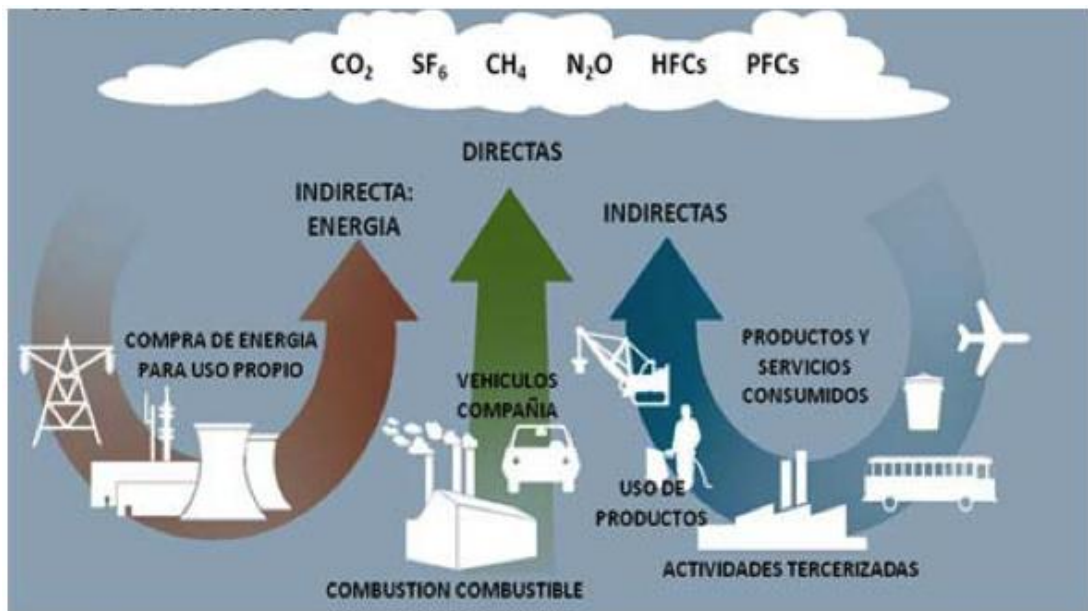 CO₂ SF₆ CH₄ N₂O HFCs PFCs
DIRECTAS
INDIRECTA:
ENERGIA
INDIRECTAS
COMPRA DE ENERGIA
PARA USO PROPIO
VEHICULOS
COMPAÑIA
PRODUCTOS Y
SERVICIOS
CONSUMIDOS
USO DE
PRODUCTOS
COMBUSTION COMBUSTIBLE
ACTIVIDADES TERCERIZADAS